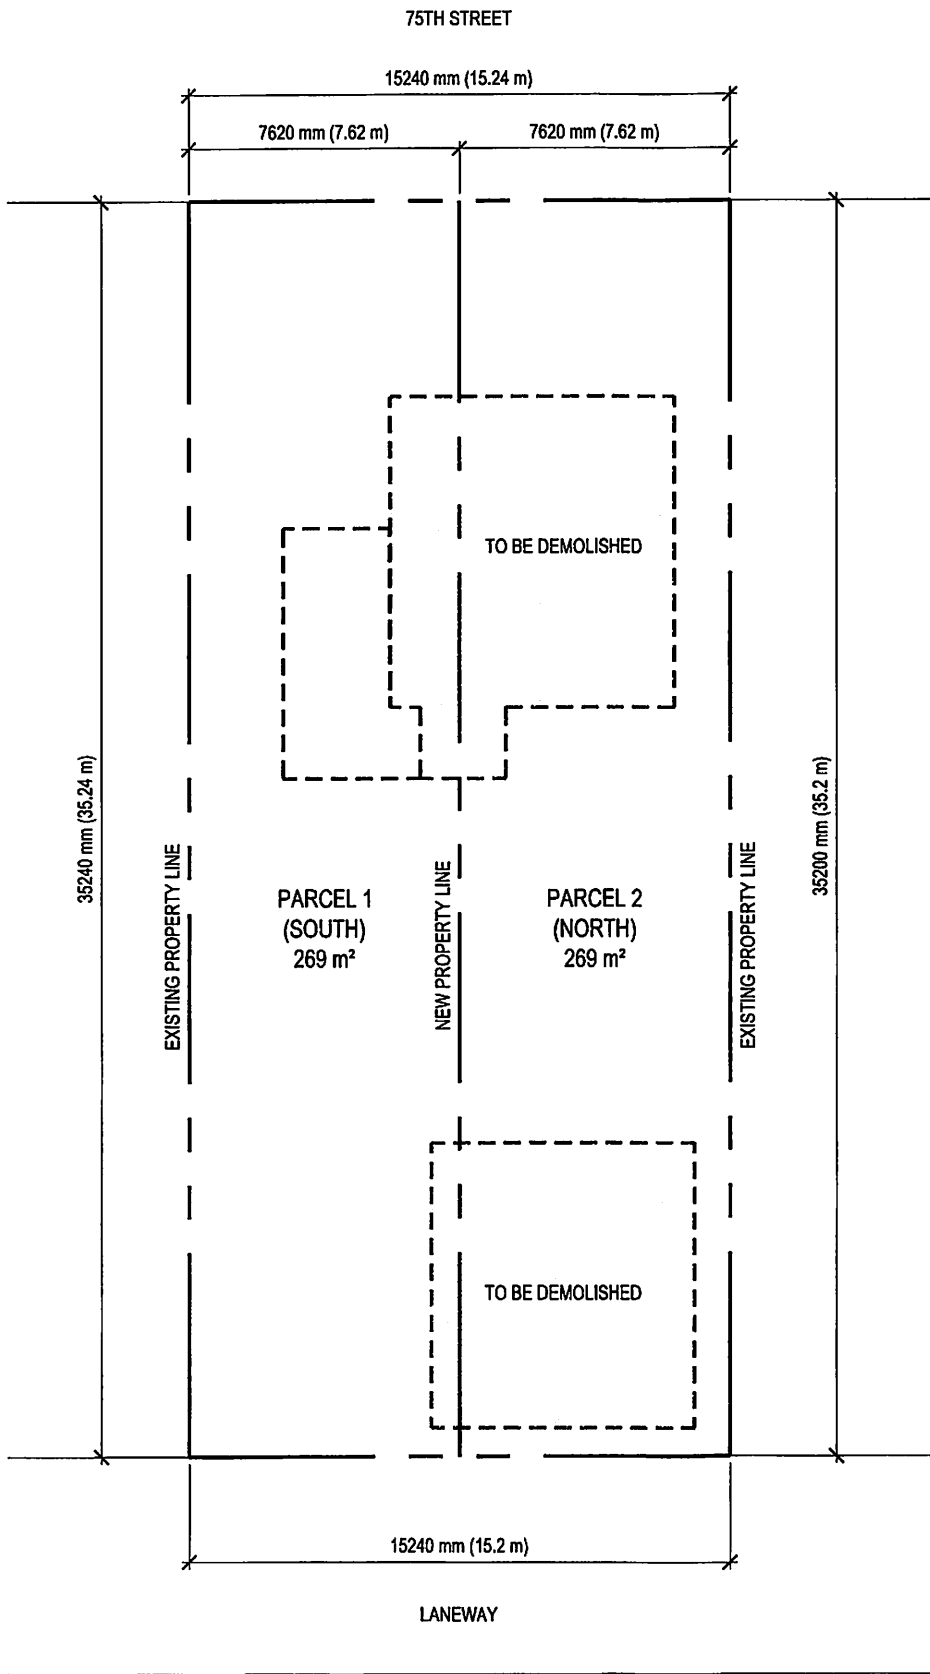 75TH STREET
15240 mm (15.24 m)
7620 mm (7.62 m)
7620 mm (7.62 m)
TO BE DEMOLISHED
35240 mm (35.24 m)
35200 mm (35.2 m)
EXISTING PROPERTY LINE
PARCEL 1
(SOUTH)
269 m²
NEW PROPERTY LINE
PARCEL 2
(NORTH)
269 m²
EXISTING PROPERTY LINE
TO BE DEMOLISHED
15240 mm (15.2 m)
LANEWAY